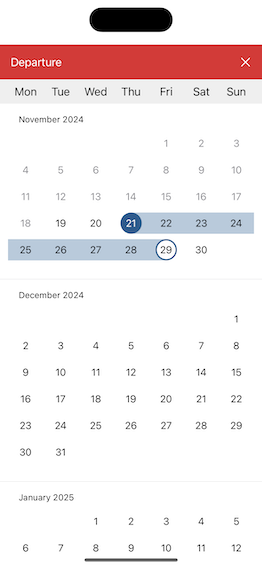 Departure
Mon Tue Wed Thu Fri Sat Sun
November 2024
1 2 3
4 5 6 7 8 9 10
11 12 13 14 15 16 17
18 19 20 21 22 23 24
25 26 27 28 29 30
December 2024
1
2 3 4 5 6 7 8
9 10 11 12 13 14 15
16 17 18 19 20 21 22
23 24 25 26 27 28 29
30 31
January 2025
1 2 3 4 5
6 7 8 9 10 11 12